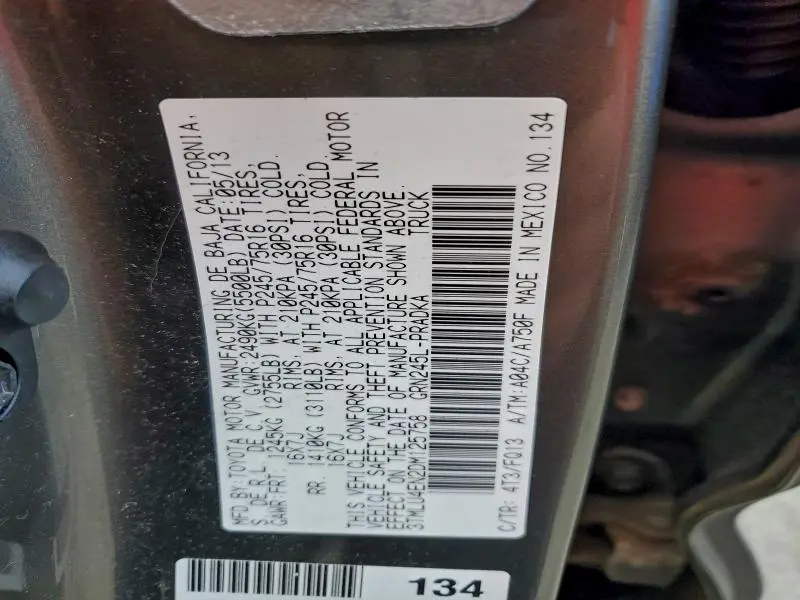 MFD.BY:TOYOTA MOTOR MANUFACTURING DE BAJA CALIFORNIA,
S. DE R.L. DE C.V. GVWR:2490KG(5500LB) DATE:05/13
GAWR:FRT. 1245KG (2755LB) WITH P245/75R16 TIRES,
16X7J RIMS, AT 210KPA (30PSI) COLD.
RR. 1410KG (3110LB) WITH P245/75R16 TIRES,
16X7J RIMS, AT 210KPA (30PSI) COLD.
THIS VEHICLE CONFORMS TO ALL APPLICABLE FEDERAL MOTOR
VEHICLE SAFETY AND THEFT PREVENTION STANDARDS IN
EFFECT ON THE DATE OF MANUFACTURE SHOWN ABOVE.
3TMLU4EN2DM125758 GRN245L-PRADKA TRUCK
C/TR: 4T3/FQ13 A/TM: A04C/A750F MADE IN MEXICO NO. 134
134